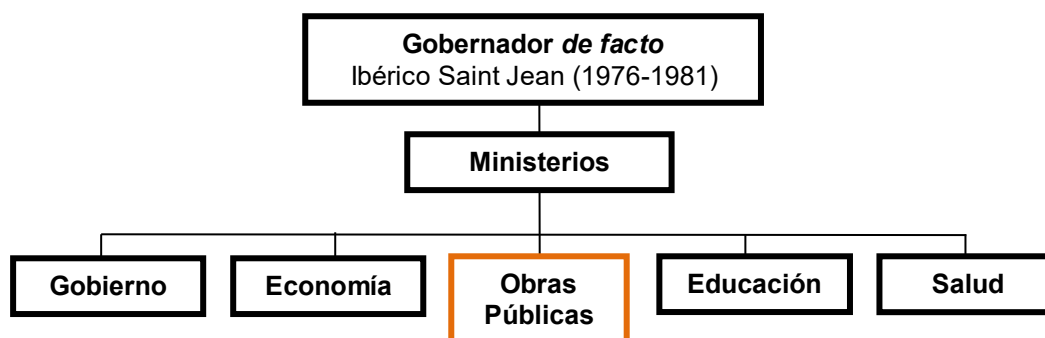 Gobernador de facto
Ibérico Saint Jean (1976-1981)
Ministerios
Gobierno
Economía
Obras
Públicas
Educación
Salud